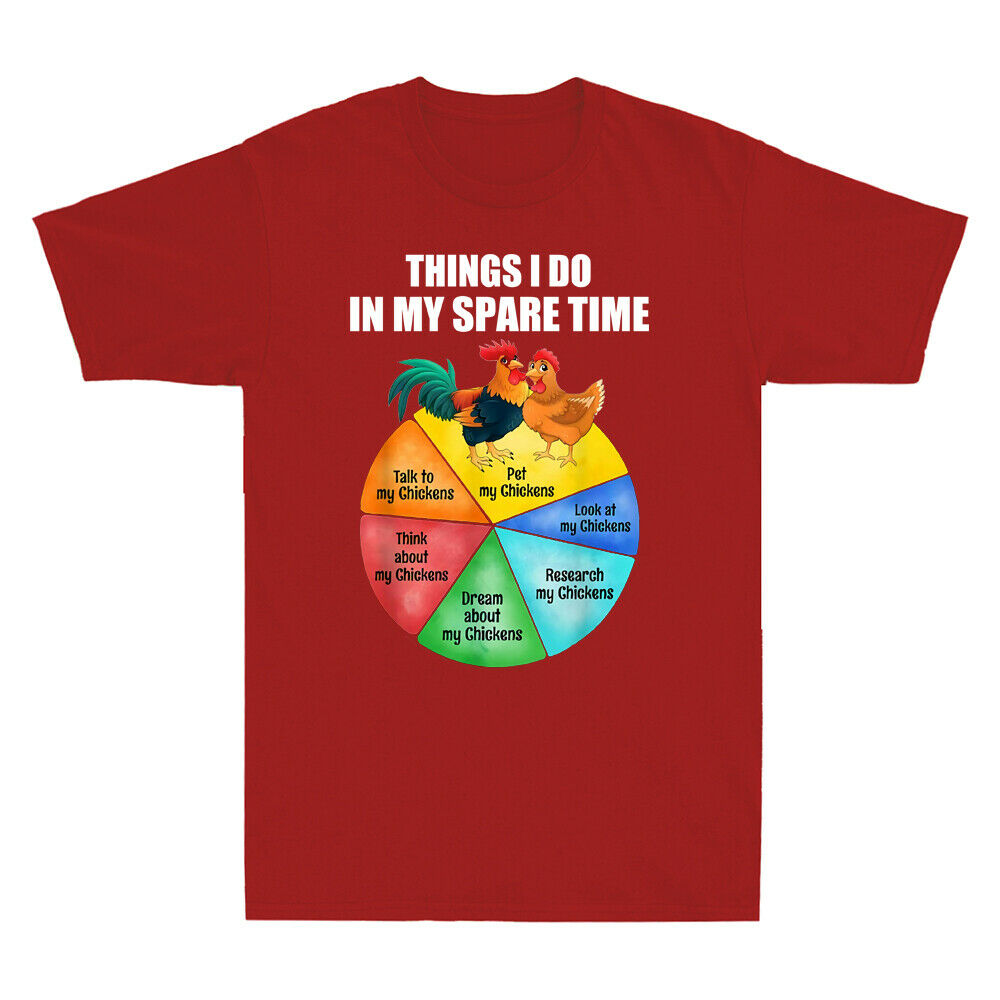 THINGS I DO
IN MY SPARE TIME
Talk to
my Chickens
Pet
my Chickens
Look at
my Chickens
Think
about
my Chickens
Research
my Chickens
Dream
about
my Chickens